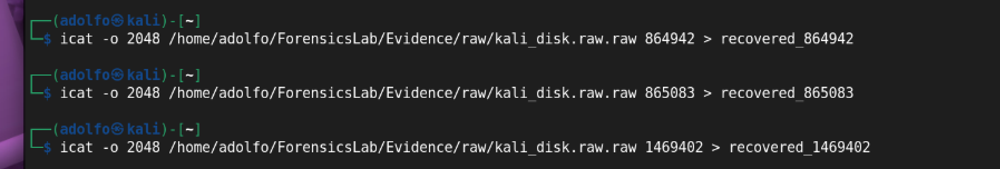 ┌──(adolfo㉿kali)-[~]
└─$ icat -o 2048 /home/adolfo/ForensicsLab/Evidence/raw/kali_disk.raw.raw 864942 > recovered_864942
┌──(adolfo㉿kali)-[~]
└─$ icat -o 2048 /home/adolfo/ForensicsLab/Evidence/raw/kali_disk.raw.raw 865083 > recovered_865083
┌──(adolfo㉿kali)-[~]
└─$ icat -o 2048 /home/adolfo/ForensicsLab/Evidence/raw/kali_disk.raw.raw 1469402 > recovered_1469402